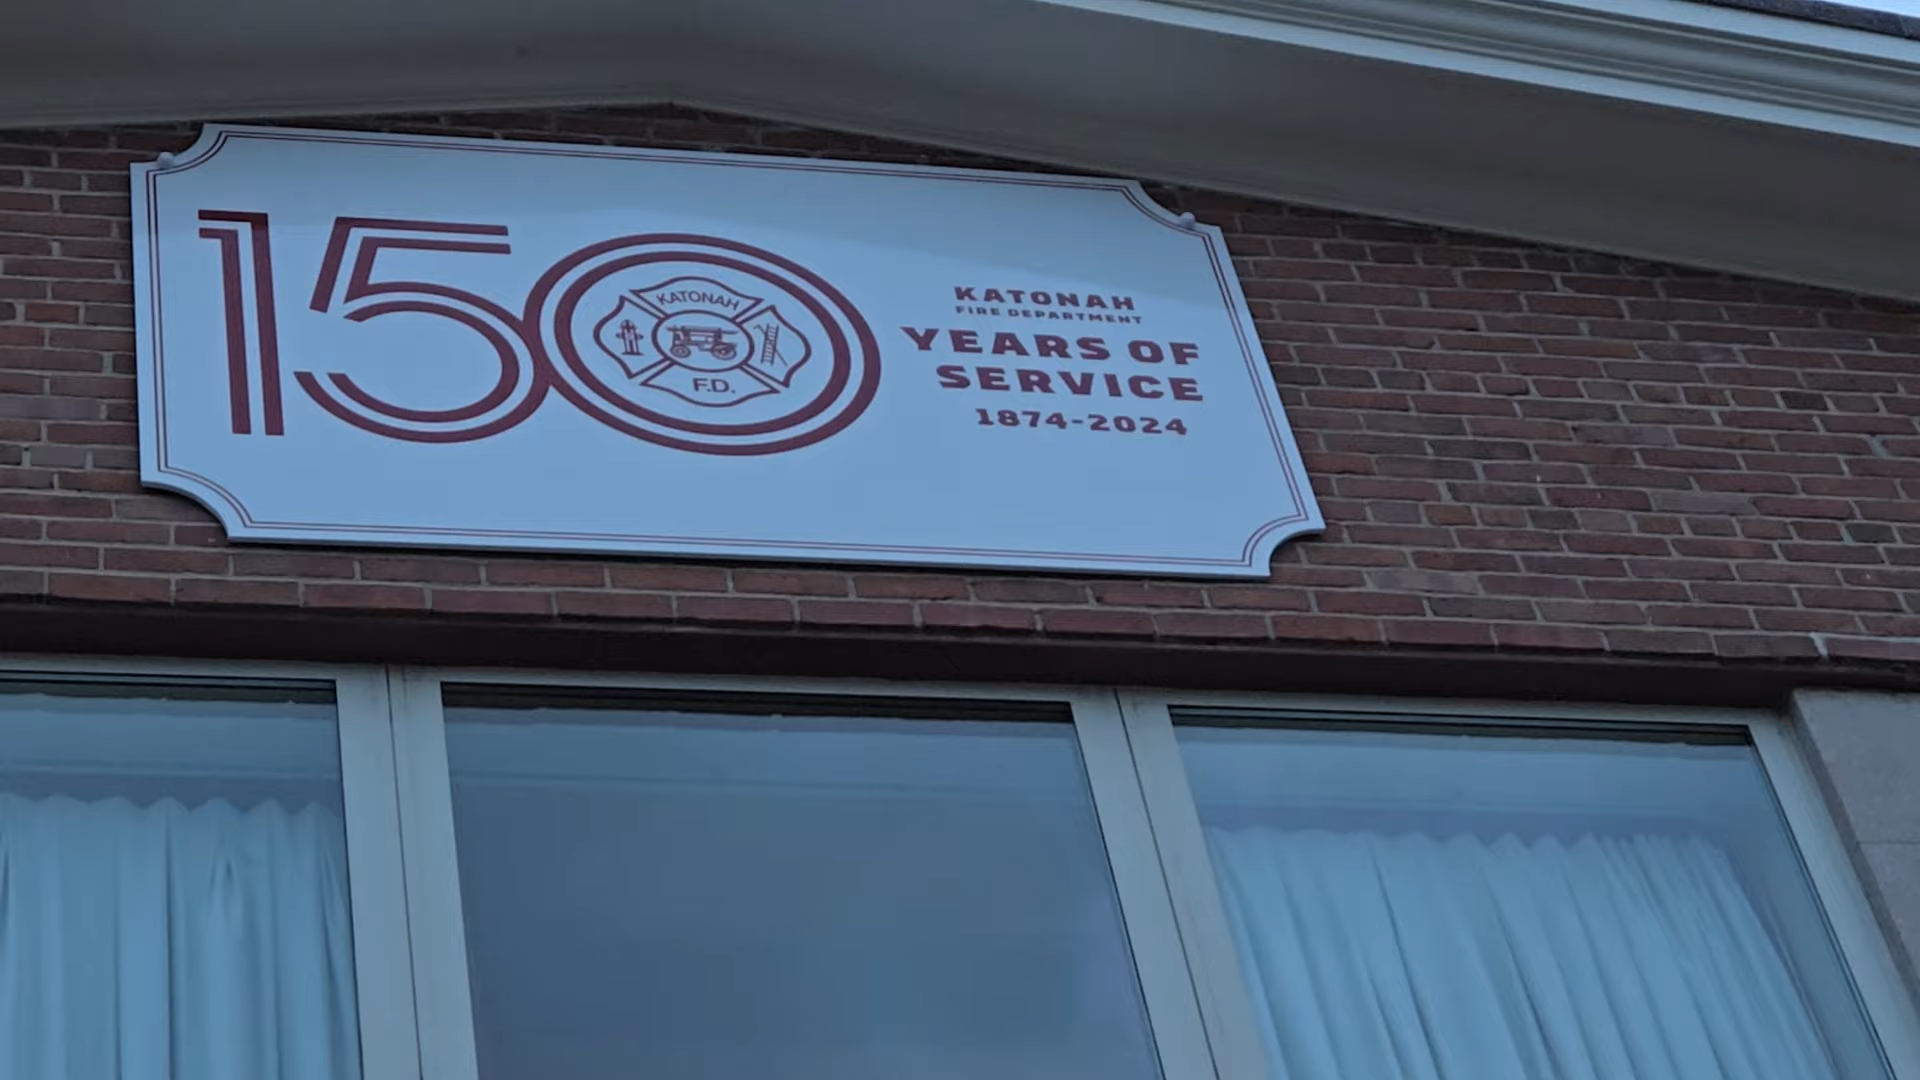 150
KATONAH
F.D.
KATONAH
FIRE DEPARTMENT
YEARS OF
SERVICE
1874-2024